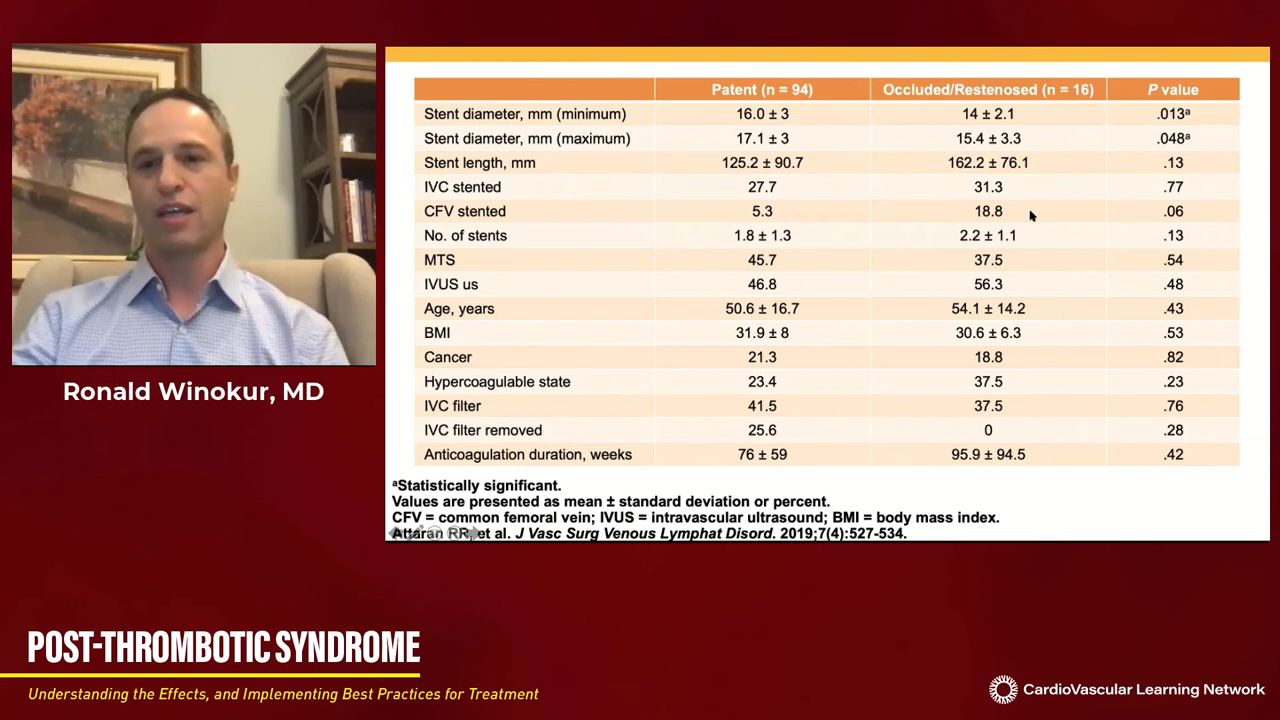 Patent (n = 94) Occluded/Restenosed (n = 16) P value
Stent diameter, mm (minimum) 16.0 ± 3 14 ± 2.1 .013ᵃ
Stent diameter, mm (maximum) 17.1 ± 3 15.4 ± 3.3 .048ᵃ
Stent length, mm 125.2 ± 90.7 162.2 ± 76.1 .13
IVC stented 27.7 31.3 .77
CFV stented 5.3 18.8 .06
No. of stents 1.8 ± 1.3 2.2 ± 1.1 .13
MTS 45.7 37.5 .54
IVUS us 46.8 56.3 .48
Age, years 50.6 ± 16.7 54.1 ± 14.2 .43
BMI 31.9 ± 8 30.6 ± 6.3 .53
Cancer 21.3 18.8 .82
Hypercoagulable state 23.4 37.5 .23
IVC filter 41.5 37.5 .76
IVC filter removed 25.6 0 .28
Anticoagulation duration, weeks 76 ± 59 95.9 ± 94.5 .42
ᵃStatistically significant.
Values are presented as mean ± standard deviation or percent.
CFV = common femoral vein; IVUS = intravascular ultrasound; BMI = body mass index.
Attaran RR, et al. J Vasc Surg Venous Lymphat Disord. 2019;7(4):527-534.
Ronald Winokur, MD
POST-THROMBOTIC SYNDROME
Understanding the Effects, and Implementing Best Practices for Treatment
CardioVascular Learning Network